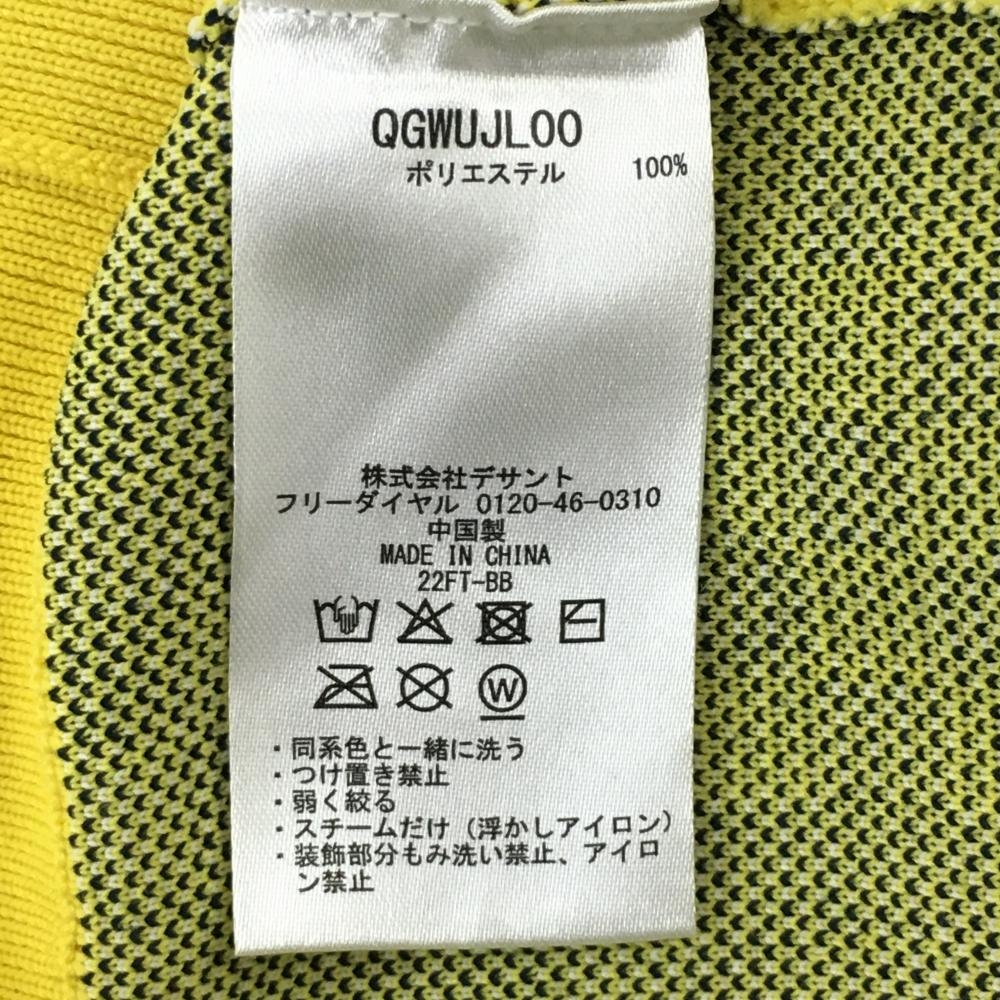 QGWUJL00
ポリエステル 100%
株式会社デサント
フリーダイヤル 0120-46-0310
中国製
MADE IN CHINA
22FT-BB
W
・同系色と一緒に洗う
・つけ置き禁止
・弱く絞る
・スチームだけ（浮かしアイロン）
・装飾部分もみ洗い禁止、アイロ
ン禁止